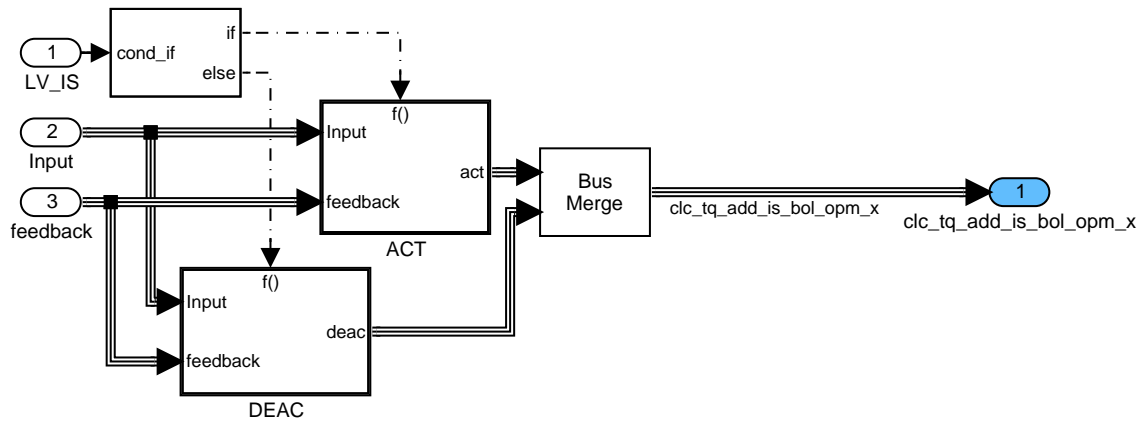 1
LV_IS
cond_if
if
else
2
Input
3
feedback
f()
Input
feedback
act
ACT
f()
Input
feedback
deac
DEAC
Bus
Merge
clc_tq_add_is_bol_opm_x
1
clc_tq_add_is_bol_opm_x